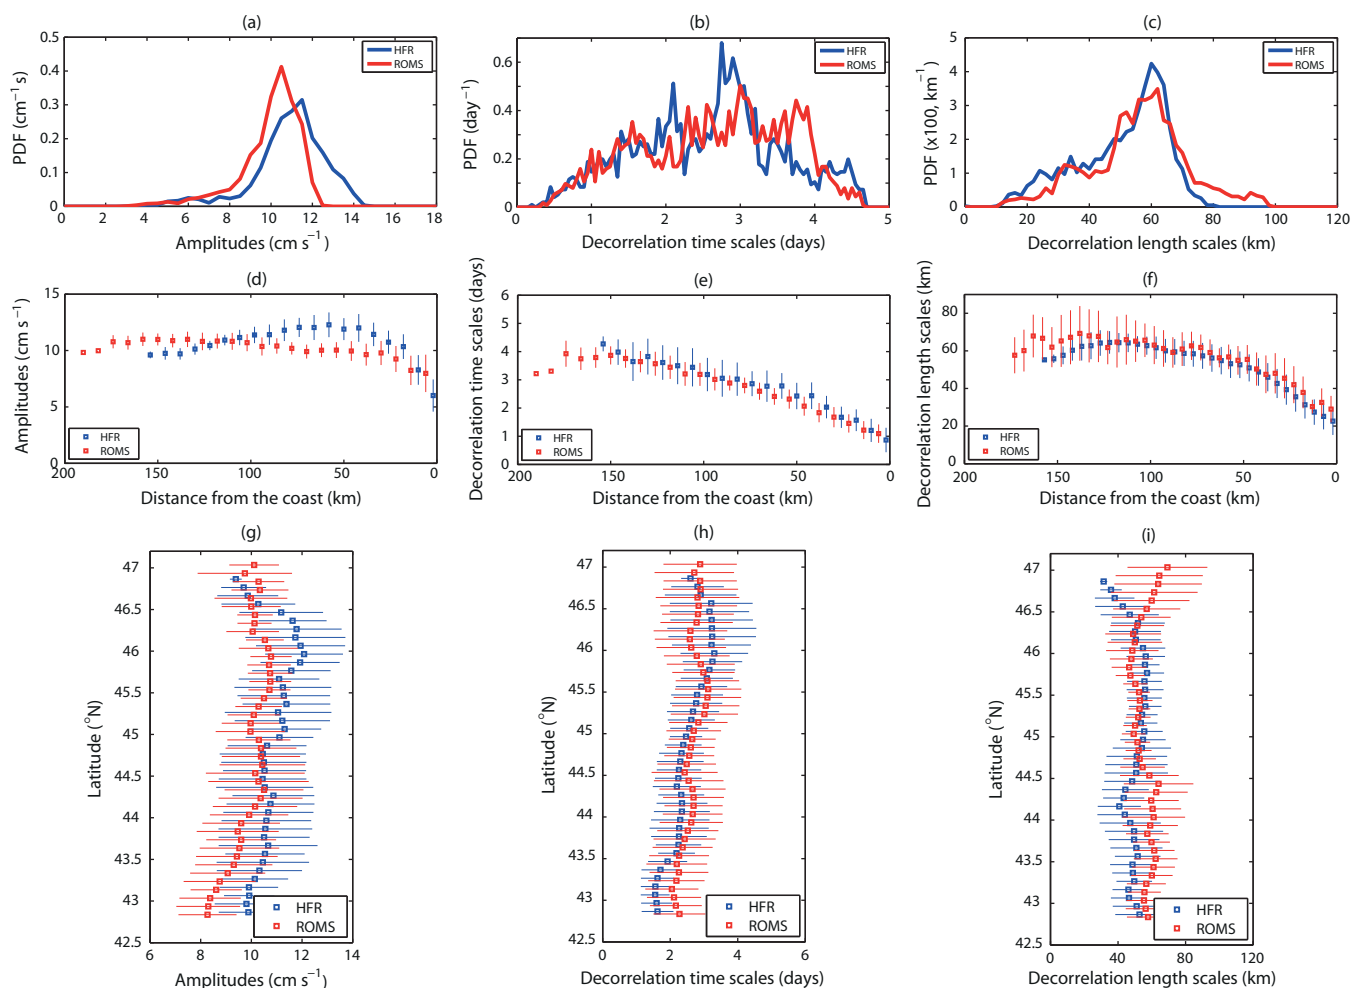 (a)
0.5
0.4
0.3
0.2
0.1
0
PDF (cm⁻¹ s)
HFR
ROMS
0 2 4 6 8 10 12 14 16 18
Amplitudes (cm s⁻¹)
(b)
0.6
0.4
0.2
0
PDF (day⁻¹)
HFR
ROMS
0 1 2 3 4 5
Decorrelation time scales (days)
(c)
5
4
3
2
1
0
PDF (x100, km⁻¹)
HFR
ROMS
0 20 40 60 80 100 120
Decorrelation length scales (km)
(d)
15
10
5
0
Amplitudes (cm s⁻¹)
HFR
ROMS
200 150 100 50 0
Distance from the coast (km)
(e)
6
5
4
3
2
1
0
Decorrelation time scales (days)
HFR
ROMS
200 150 100 50 0
Distance from the coast (km)
(f)
80
60
40
20
0
Decorrelation length scales (km)
HFR
ROMS
200 150 100 50 0
Distance from the coast (km)
(g)
47
46.5
46
45.5
45
44.5
44
43.5
43
42.5
Latitude (°N)
HFR
ROMS
6 8 10 12 14
Amplitudes (cm s⁻¹)
(h)
47
46.5
46
45.5
45
44.5
44
43.5
43
42.5
Latitude (°N)
HFR
ROMS
0 2 4 6
Decorrelation time scales (days)
(i)
47
46.5
46
45.5
45
44.5
44
43.5
43
42.5
Latitude (°N)
HFR
ROMS
0 40 80 120
Decorrelation length scales (km)